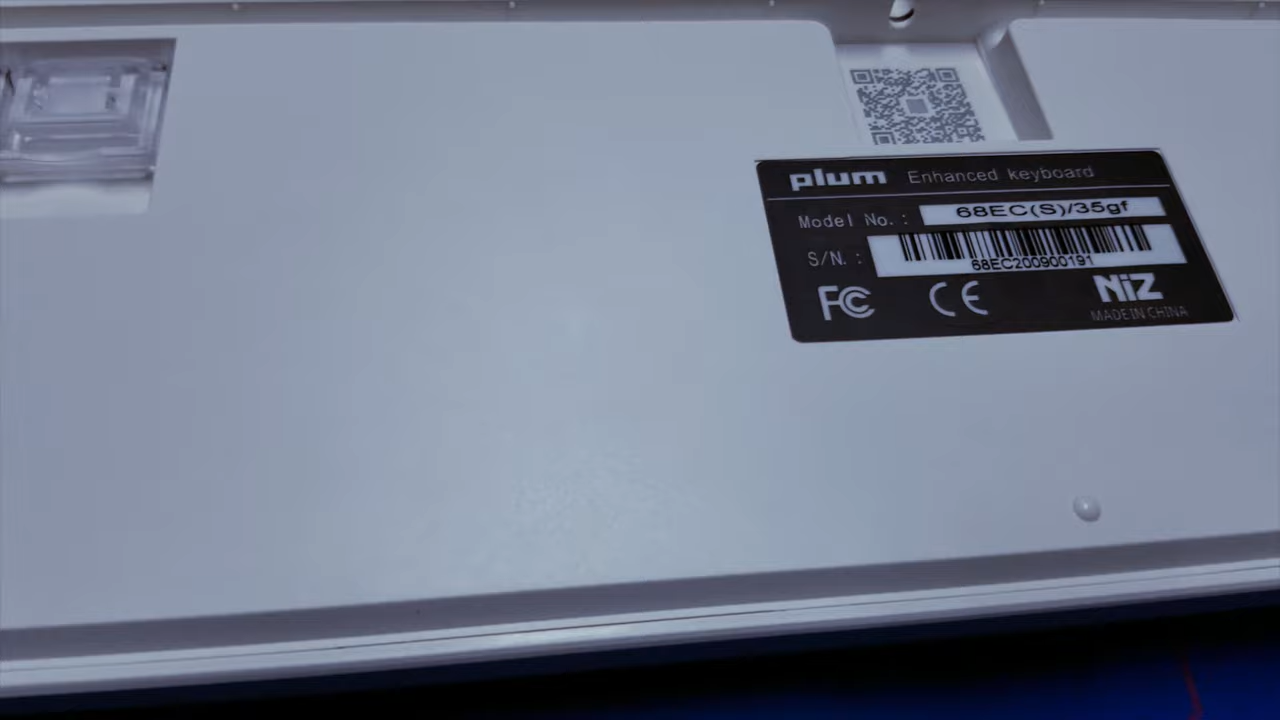 plum Enhanced keyboard
Model No.: 68EC(S)/35gf
S/N.: 68EC200900191
FC CE NiZ
MADE IN CHINA